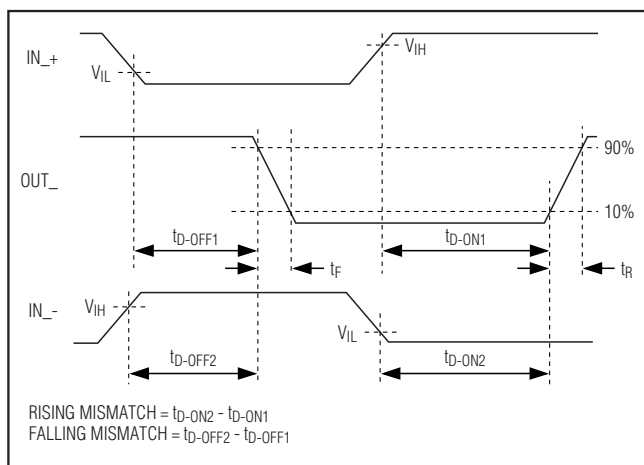 IN_+
VIL
VIH
90%
OUT_
10%
tD-OFF1
tF
tD-ON1
tR
IN_-
VIH
VIL
tD-OFF2
tD-ON2
RISING MISMATCH = tD-ON2 - tD-ON1
FALLING MISMATCH = tD-OFF2 - tD-OFF1